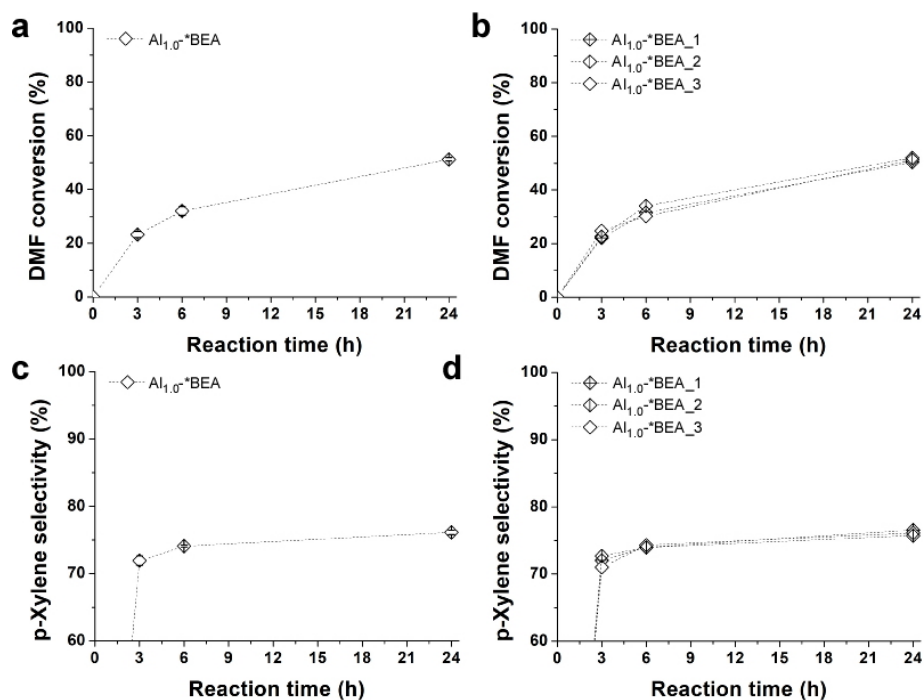 a
Al1.0-*BEA
DMF conversion (%)
100
80
60
40
20
0
0 3 6 9 12 15 18 21 24
Reaction time (h)
b
Al1.0-*BEA_1
Al1.0-*BEA_2
Al1.0-*BEA_3
DMF conversion (%)
100
80
60
40
20
0
0 3 6 9 12 15 18 21 24
Reaction time (h)
c
Al1.0-*BEA
p-Xylene selectivity (%)
100
90
80
70
60
0 3 6 9 12 15 18 21 24
Reaction time (h)
d
Al1.0-*BEA_1
Al1.0-*BEA_2
Al1.0-*BEA_3
p-Xylene selectivity (%)
100
90
80
70
60
0 3 6 9 12 15 18 21 24
Reaction time (h)